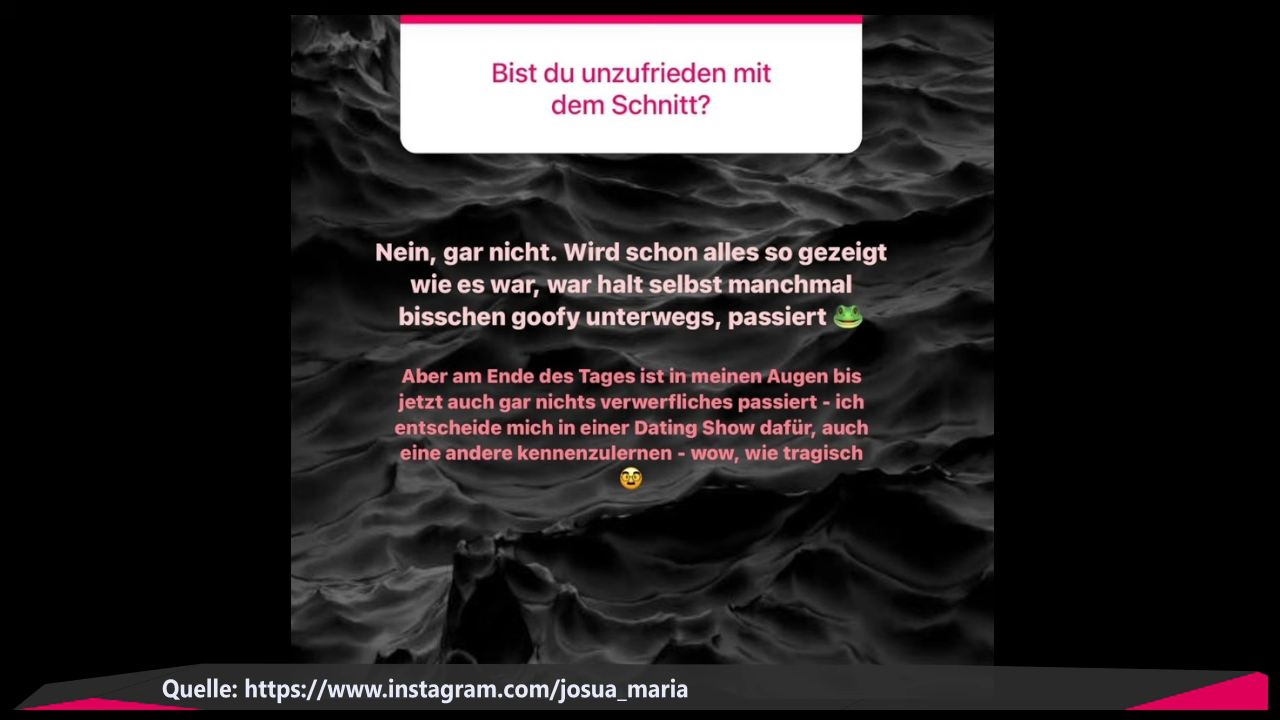 Bist du unzufrieden mit
dem Schnitt?
Nein, gar nicht. Wird schon alles so gezeigt
wie es war, war halt selbst manchmal
bisschen goofy unterwegs, passiert 🐸
Aber am Ende des Tages ist in meinen Augen bis
jetzt auch gar nichts verwerfliches passiert - ich
entscheide mich in einer Dating Show dafür, auch
eine andere kennenzulernen - wow, wie tragisch
🥸
Quelle: https://www.instagram.com/josua_maria